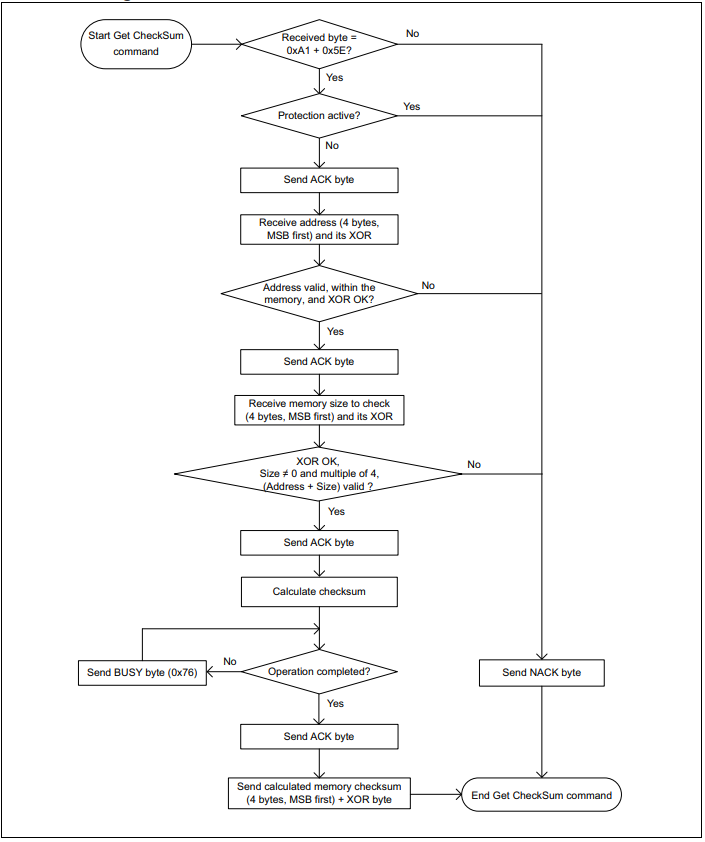 Start Get CheckSum
command
Received byte =
0xA1 + 0x5E?
No
Yes
Protection active?
Yes
No
Send ACK byte
Receive address (4 bytes,
MSB first) and its XOR
Address valid, within the
memory, and XOR OK?
No
Yes
Send ACK byte
Receive memory size to check
(4 bytes, MSB first) and its XOR
XOR OK,
Size ≠ 0 and multiple of 4,
(Address + Size) valid ?
No
Yes
Send ACK byte
Calculate checksum
Operation completed?
No
Send BUSY byte (0x76)
Send NACK byte
Yes
Send ACK byte
Send calculated memory checksum
(4 bytes, MSB first) + XOR byte
End Get CheckSum command